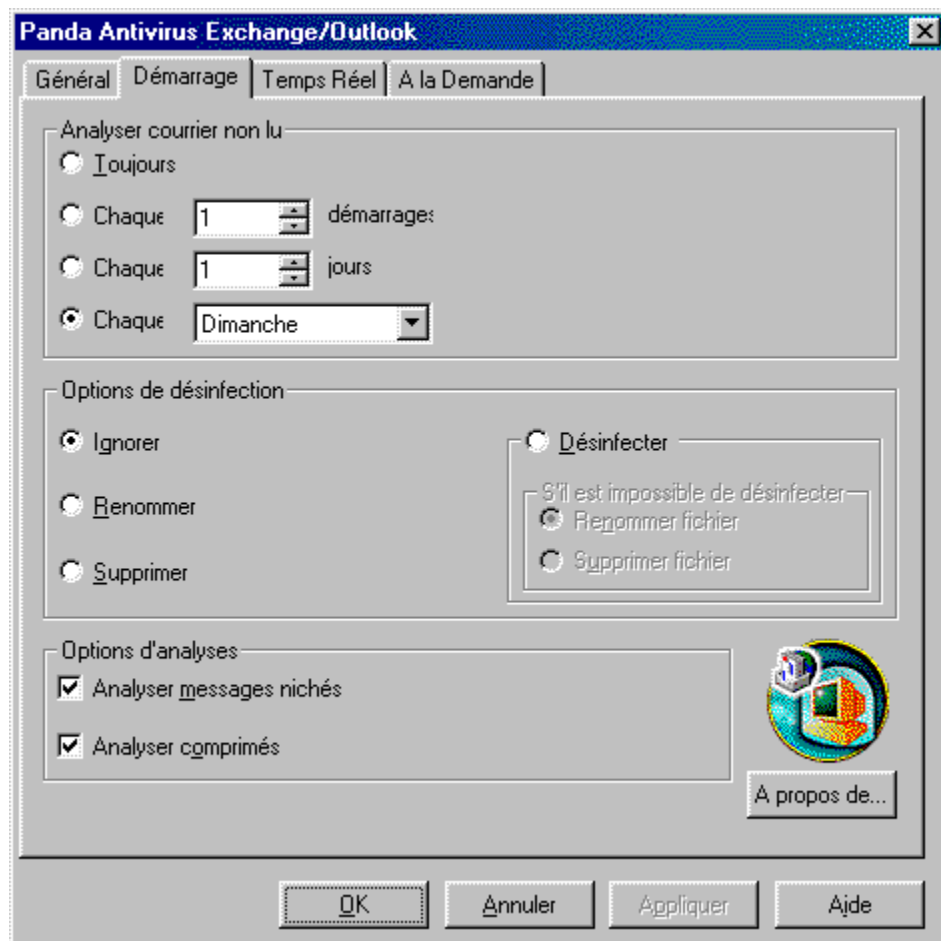 Panda Antivirus Exchange/Outlook
Général Démarrage Temps Réel A la Demande
Analyser courrier non lu
Toujours
Chaque 1 démarrages
Chaque 1 jours
Chaque Dimanche
Options de désinfection
Ignorer
Renommer
Supprimer
Désinfecter
S'il est impossible de désinfecter
Renommer fichier
Supprimer fichier
Options d'analyses
Analyser messages nichés
Analyser comprimés
A propos de...
OK Annuler Appliquer Aide